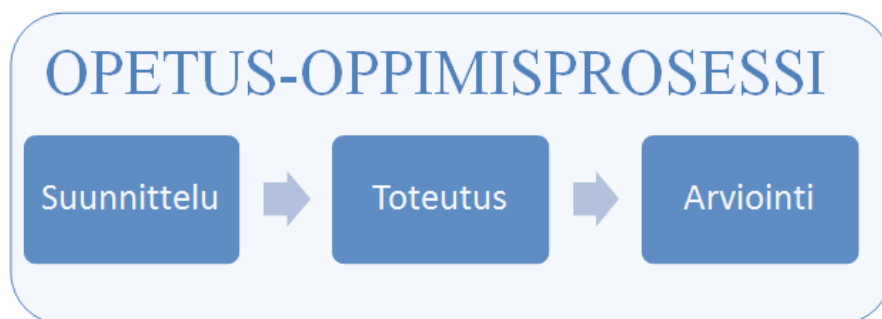 OPETUS-OPPIMISPROSESSI
Suunnittelu
Toteutus
Arviointi